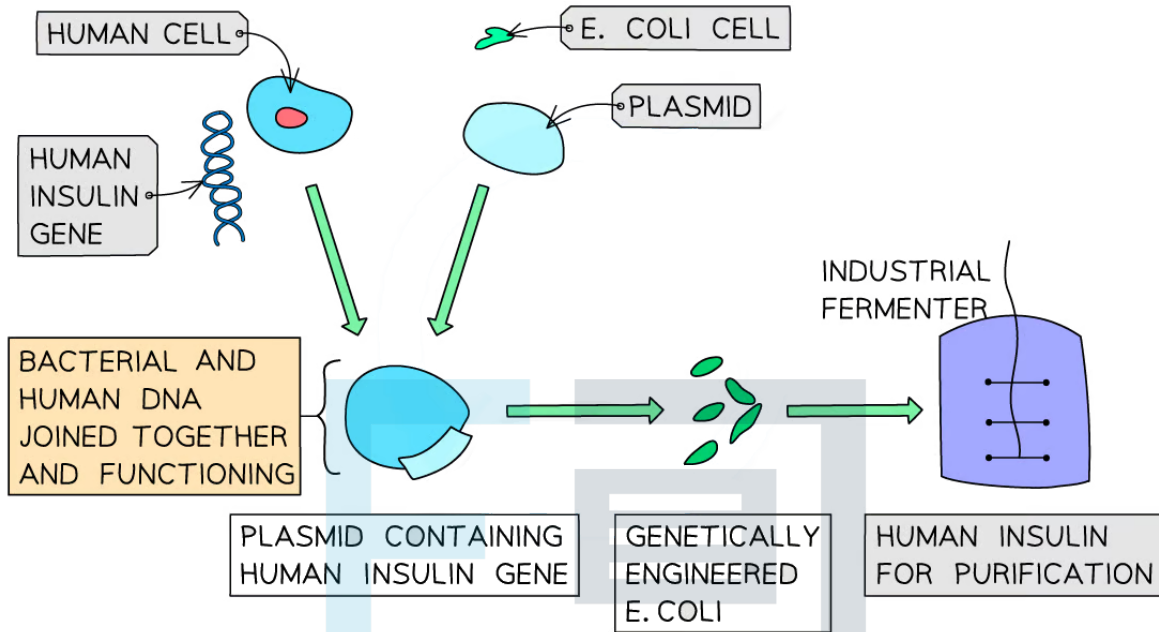 HUMAN CELL
E. COLI CELL
PLASMID
HUMAN
INSULIN
GENE
INDUSTRIAL
FERMENTER
BACTERIAL AND
HUMAN DNA
JOINED TOGETHER
AND FUNCTIONING
PLASMID CONTAINING
HUMAN INSULIN GENE
GENETICALLY
ENGINEERED
E. COLI
HUMAN INSULIN
FOR PURIFICATION